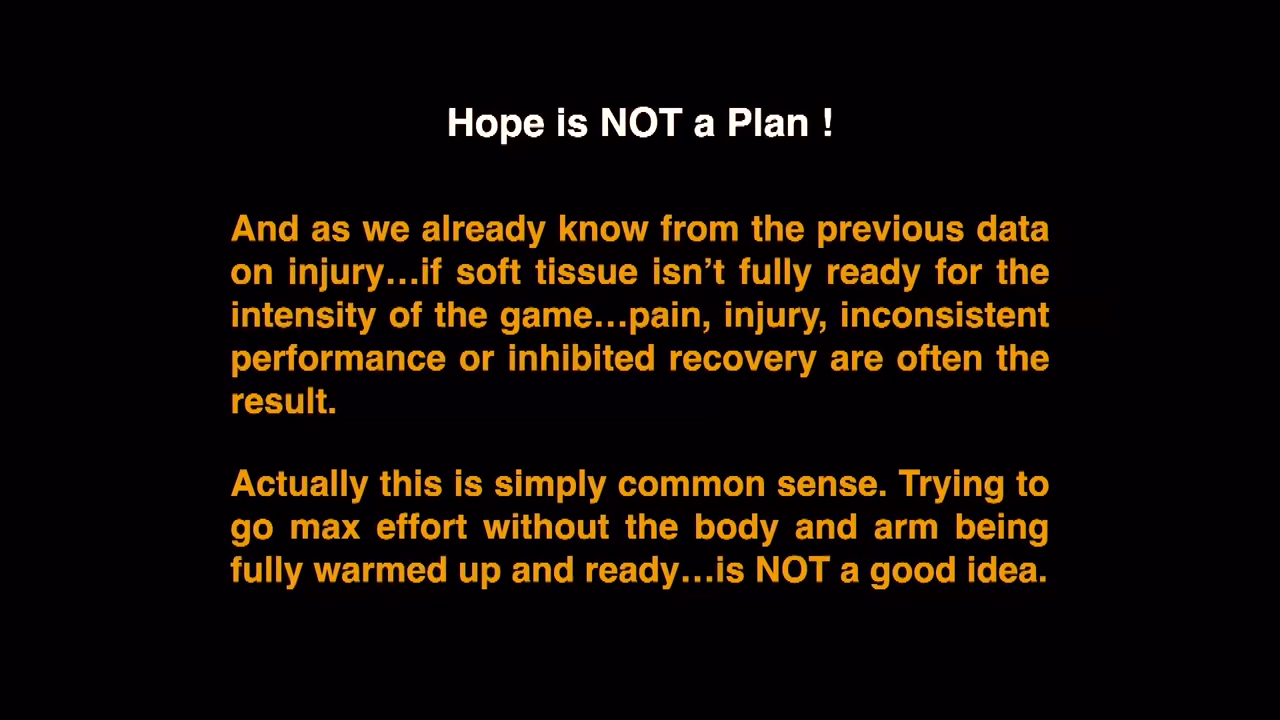 Hope is NOT a Plan !
And as we already know from the previous data
on injury…if soft tissue isn’t fully ready for the
intensity of the game…pain, injury, inconsistent
performance or inhibited recovery are often the
result.
Actually this is simply common sense. Trying to
go max effort without the body and arm being
fully warmed up and ready…is NOT a good idea.